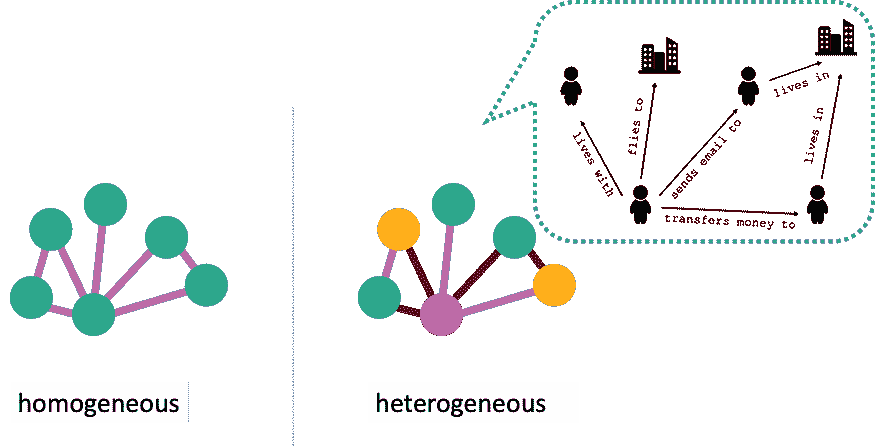 lives in
flies to
lives with
sends email to
lives in
transfers money to
homogeneous
heterogeneous